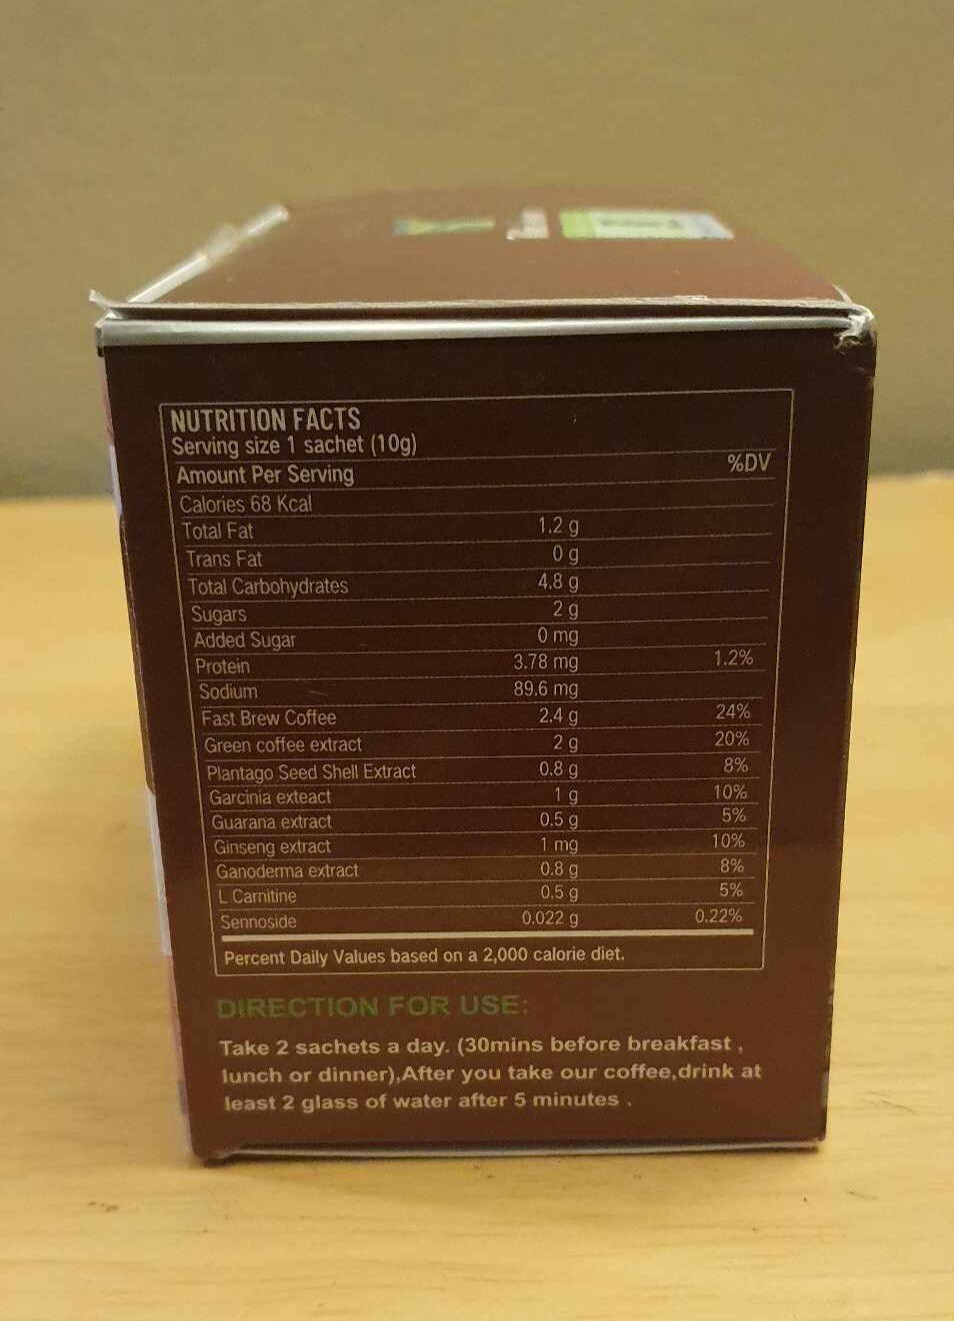 NUTRITION FACTS
Serving size 1 sachet (10g)
Amount Per Serving %DV
Calories 68 Kcal
Total Fat 1.2 g
Trans Fat 0 g
Total Carbohydrates 4.8 g
Sugars 2 g
Added Sugar 0 mg
Protein 3.78 mg 1.2%
Sodium 89.6 mg
Fast Brew Coffee 2.4 g 24%
Green coffee extract 2 g 20%
Plantago Seed Shell Extract 0.8 g 8%
Garcinia exteact 1 g 10%
Guarana extract 0.5 g 5%
Ginseng extract 1 mg 10%
Ganoderma extract 0.8 g 8%
L Carnitine 0.5 g 5%
Sennoside 0.022 g 0.22%
Percent Daily Values based on a 2,000 calorie diet.
DIRECTION FOR USE:
Take 2 sachets a day. (30mins before breakfast ,
lunch or dinner),After you take our coffee,drink at
least 2 glass of water after 5 minutes .